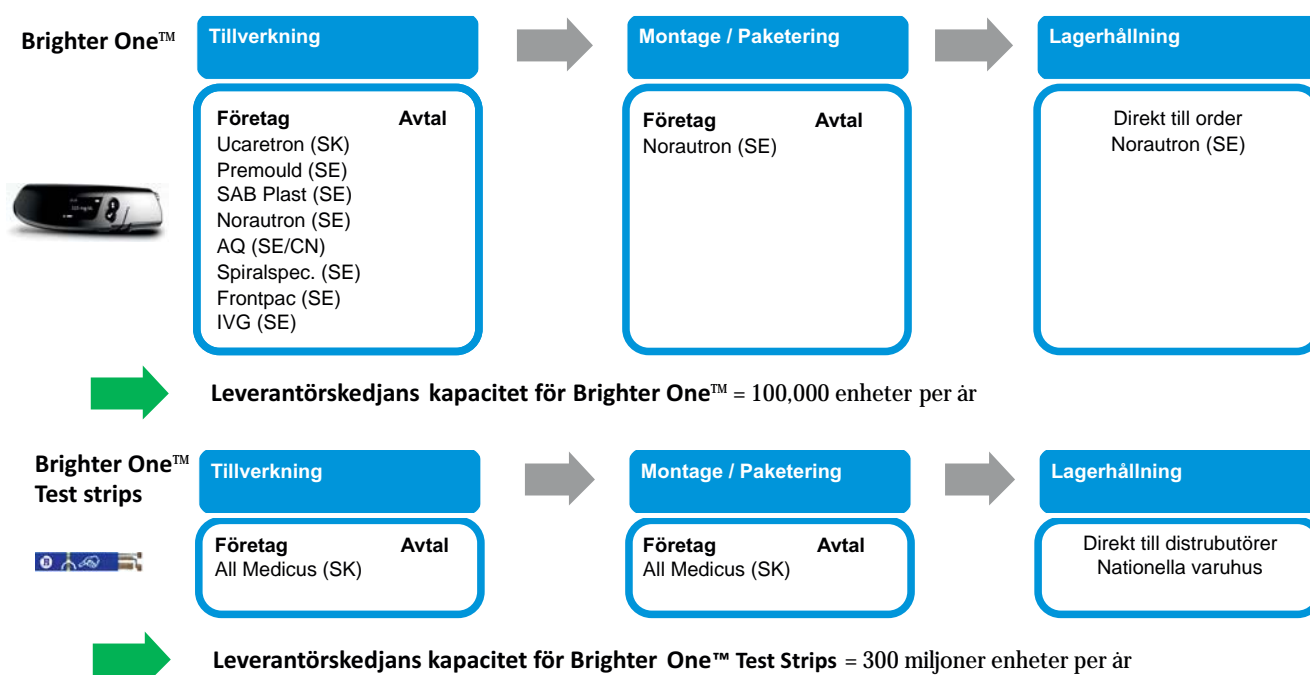 Brighter One™
Tillverkning
Montage / Paketering
Lagerhållning
Företag Avtal
Ucaretron (SK)
Premould (SE)
SAB Plast (SE)
Norautron (SE)
AQ (SE/CN)
Spiralspec. (SE)
Frontpac (SE)
IVG (SE)
Företag Avtal
Norautron (SE)
Direkt till order
Norautron (SE)
Leverantörskedjans kapacitet för Brighter One™ = 100,000 enheter per år
Brighter One™
Test strips
Tillverkning
Montage / Paketering
Lagerhållning
Företag Avtal
All Medicus (SK)
Företag Avtal
All Medicus (SK)
Direkt till distrubutörer
Nationella varuhus
Leverantörskedjans kapacitet för Brighter One™ Test Strips = 300 miljoner enheter per år